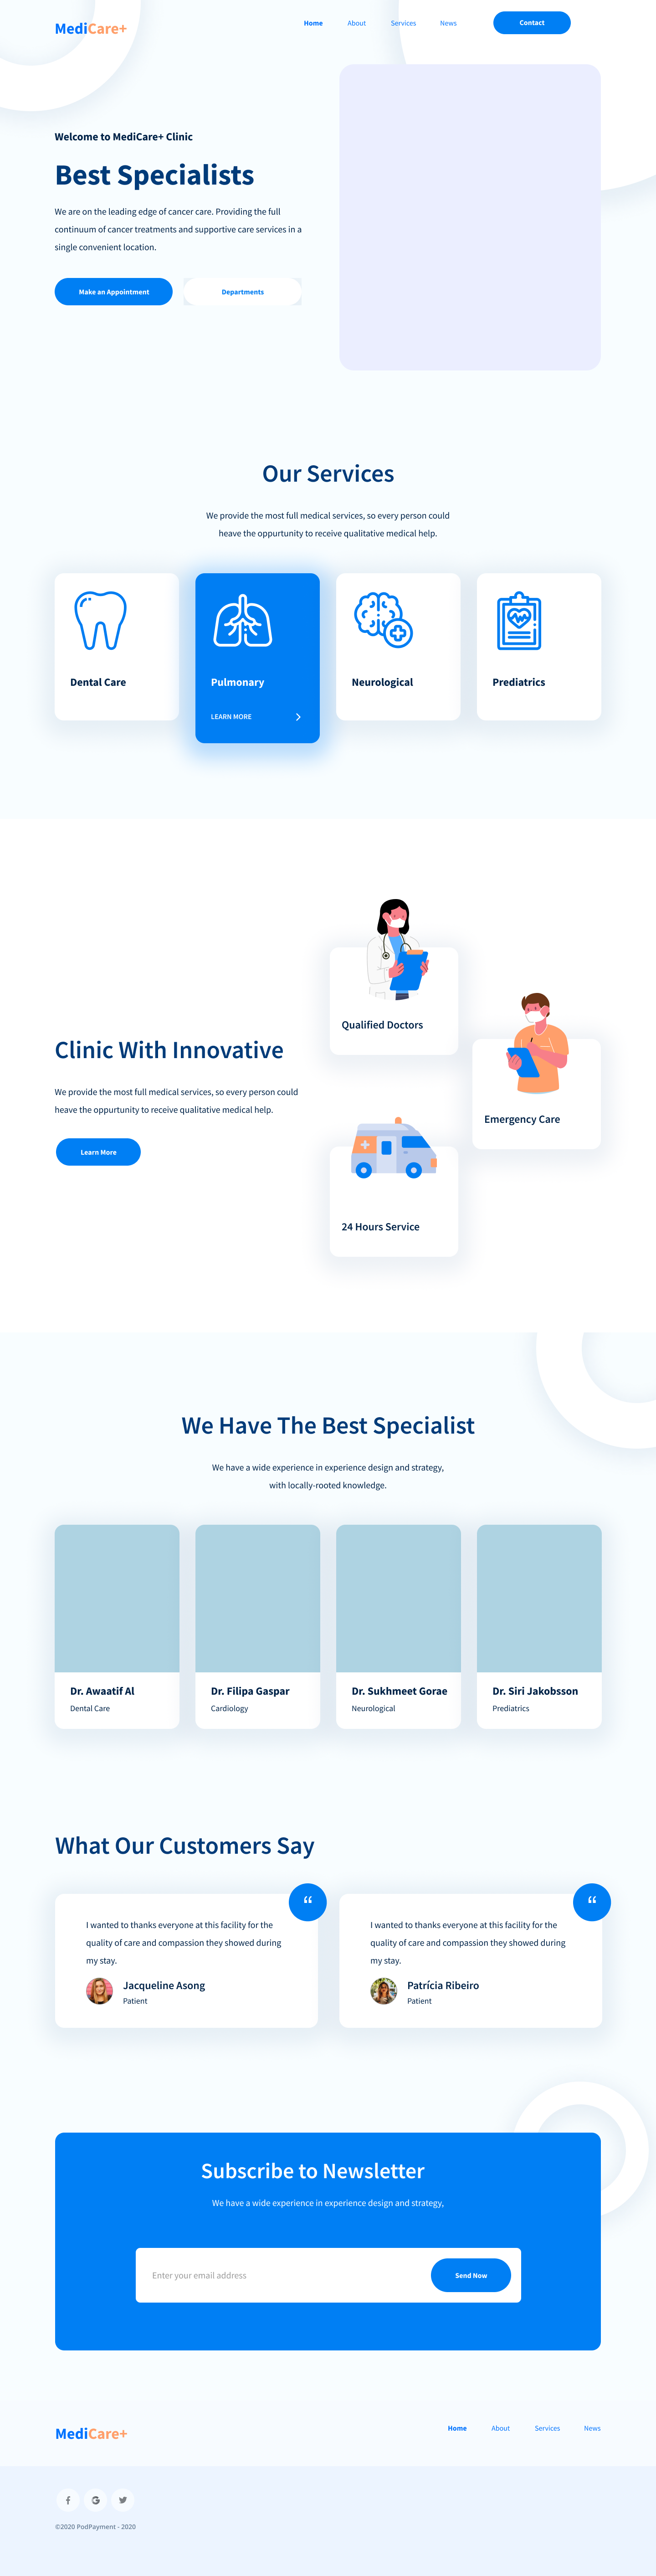 MediCare+
Home About Services News Contact
Welcome to MediCare+ Clinic
Best Specialists
We are on the leading edge of cancer care. Providing the full
continuum of cancer treatments and supportive care services in a
single convenient location.
Make an Appointment Departments
Our Services
We provide the most full medical services, so every person could
heave the oppurtunity to receive qualitative medical help.
Dental Care
Pulmonary
LEARN MORE
Neurological
Prediatrics
Qualified Doctors
Emergency Care
24 Hours Service
Clinic With Innovative
We provide the most full medical services, so every person could
heave the oppurtunity to receive qualitative medical help.
Learn More
We Have The Best Specialist
We have a wide experience in experience design and strategy,
with locally-rooted knowledge.
Dr. Awaatif Al
Dental Care
Dr. Filipa Gaspar
Cardiology
Dr. Sukhmeet Gorae
Neurological
Dr. Siri Jakobsson
Prediatrics
What Our Customers Say
“
I wanted to thanks everyone at this facility for the
quality of care and compassion they showed during
my stay.
Jacqueline Asong
Patient
“
I wanted to thanks everyone at this facility for the
quality of care and compassion they showed during
my stay.
Patrícia Ribeiro
Patient
Subscribe to Newsletter
We have a wide experience in experience design and strategy,
Enter your email address Send Now
MediCare+
Home About Services News
©2020 PodPayment - 2020